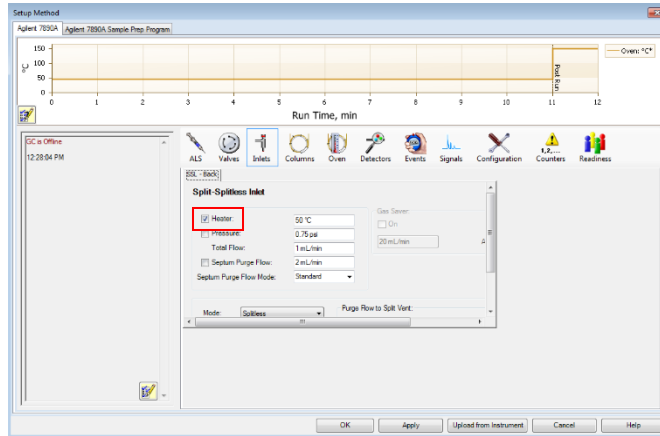 Setup Method
Agilent 7890A Agilent 7890A Sample Prep Program
150
100
50
0
°C
Post Run
Oven: °C*
0 1 2 3 4 5 6 7 8 9 10 11 12
Run Time, min
GC is Offline
12:28:04 PM
ALS Valves Inlets Columns Oven Detectors Events Signals Configuration 1,2,... Counters Readiness
SSL - Back
Split-Splitless Inlet
Heater: 50 °C
Pressure: 0.75 psi
Total Flow: 1 mL/min
Septum Purge Flow: 2 mL/min
Septum Purge Flow Mode: Standard
Gas Saver:
On
20 mL/min
Mode: Splitless Purge Flow to Split Vent:
OK Apply Upload from Instrument Cancel Help